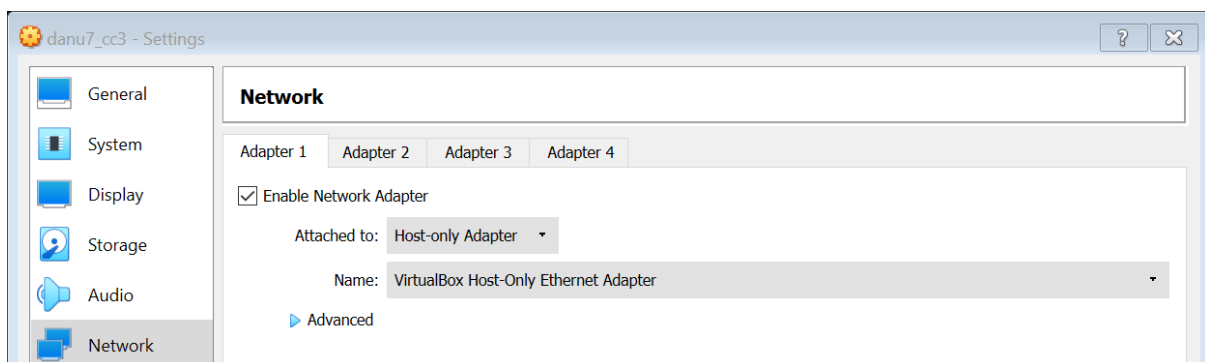 danu7_cc3 - Settings
General
System
Display
Storage
Audio
Network
Network
Adapter 1 Adapter 2 Adapter 3 Adapter 4
Enable Network Adapter
Attached to: Host-only Adapter
Name: VirtualBox Host-Only Ethernet Adapter
Advanced